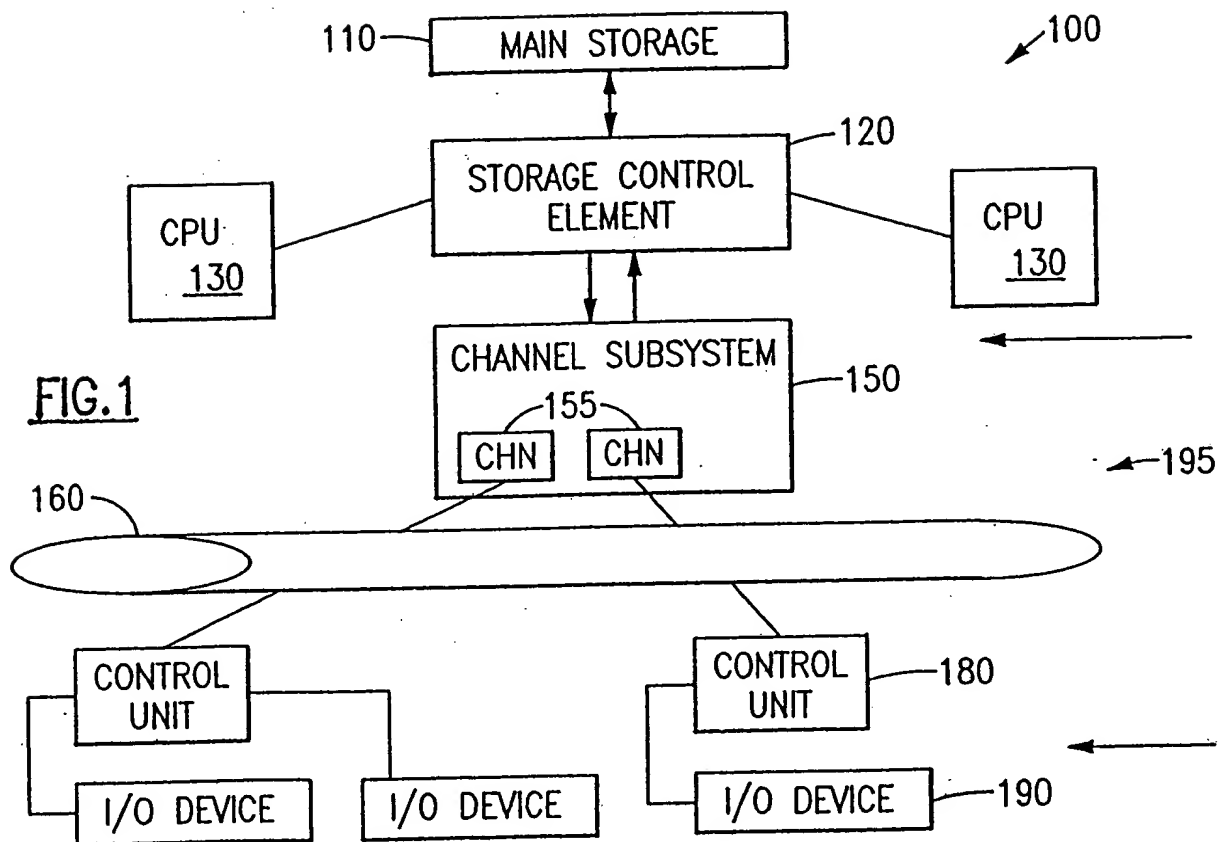 110
MAIN STORAGE
100
120
STORAGE CONTROL
ELEMENT
CPU
130
CPU
130
CHANNEL SUBSYSTEM
150
FIG.1
155
CHN
CHN
195
160
CONTROL
UNIT
CONTROL
UNIT
180
I/O DEVICE
I/O DEVICE
I/O DEVICE
190